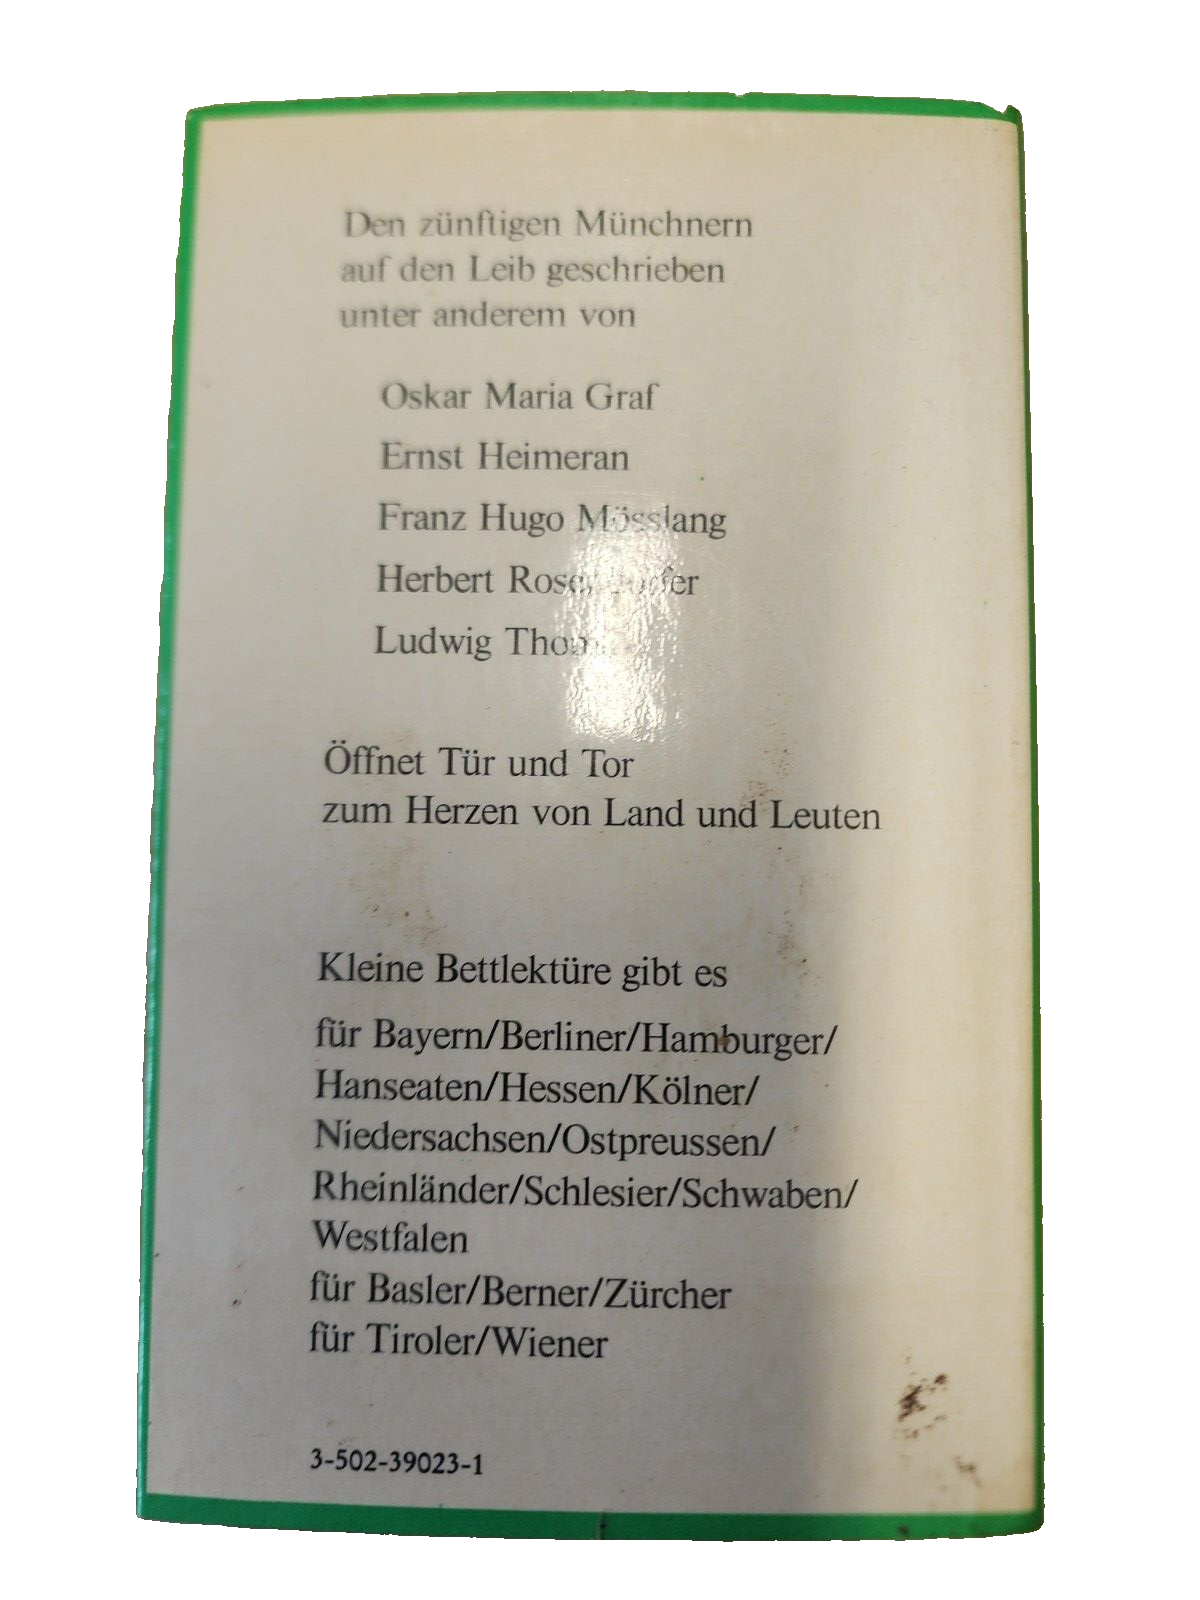 Den zünftigen Münchnern
auf den Leib geschrieben
unter anderem von
Oskar Maria Graf
Ernst Heimeran
Franz Hugo Mösslang
Herbert Rosendorfer
Ludwig
Öffnet Tür und Tor
zum Herzen von Land und Leuten
Kleine Bettlektüre gibt es
für Bayern/Berliner/Hamburger/
Hanseaten/Hessen/Kölner/
Niedersachsen/Ostpreussen/
Rheinländer/Schlesier/Schwaben/
Westfalen
für Basler/Berner/Zürcher
für Tiroler/Wiener
3-502-39023-1